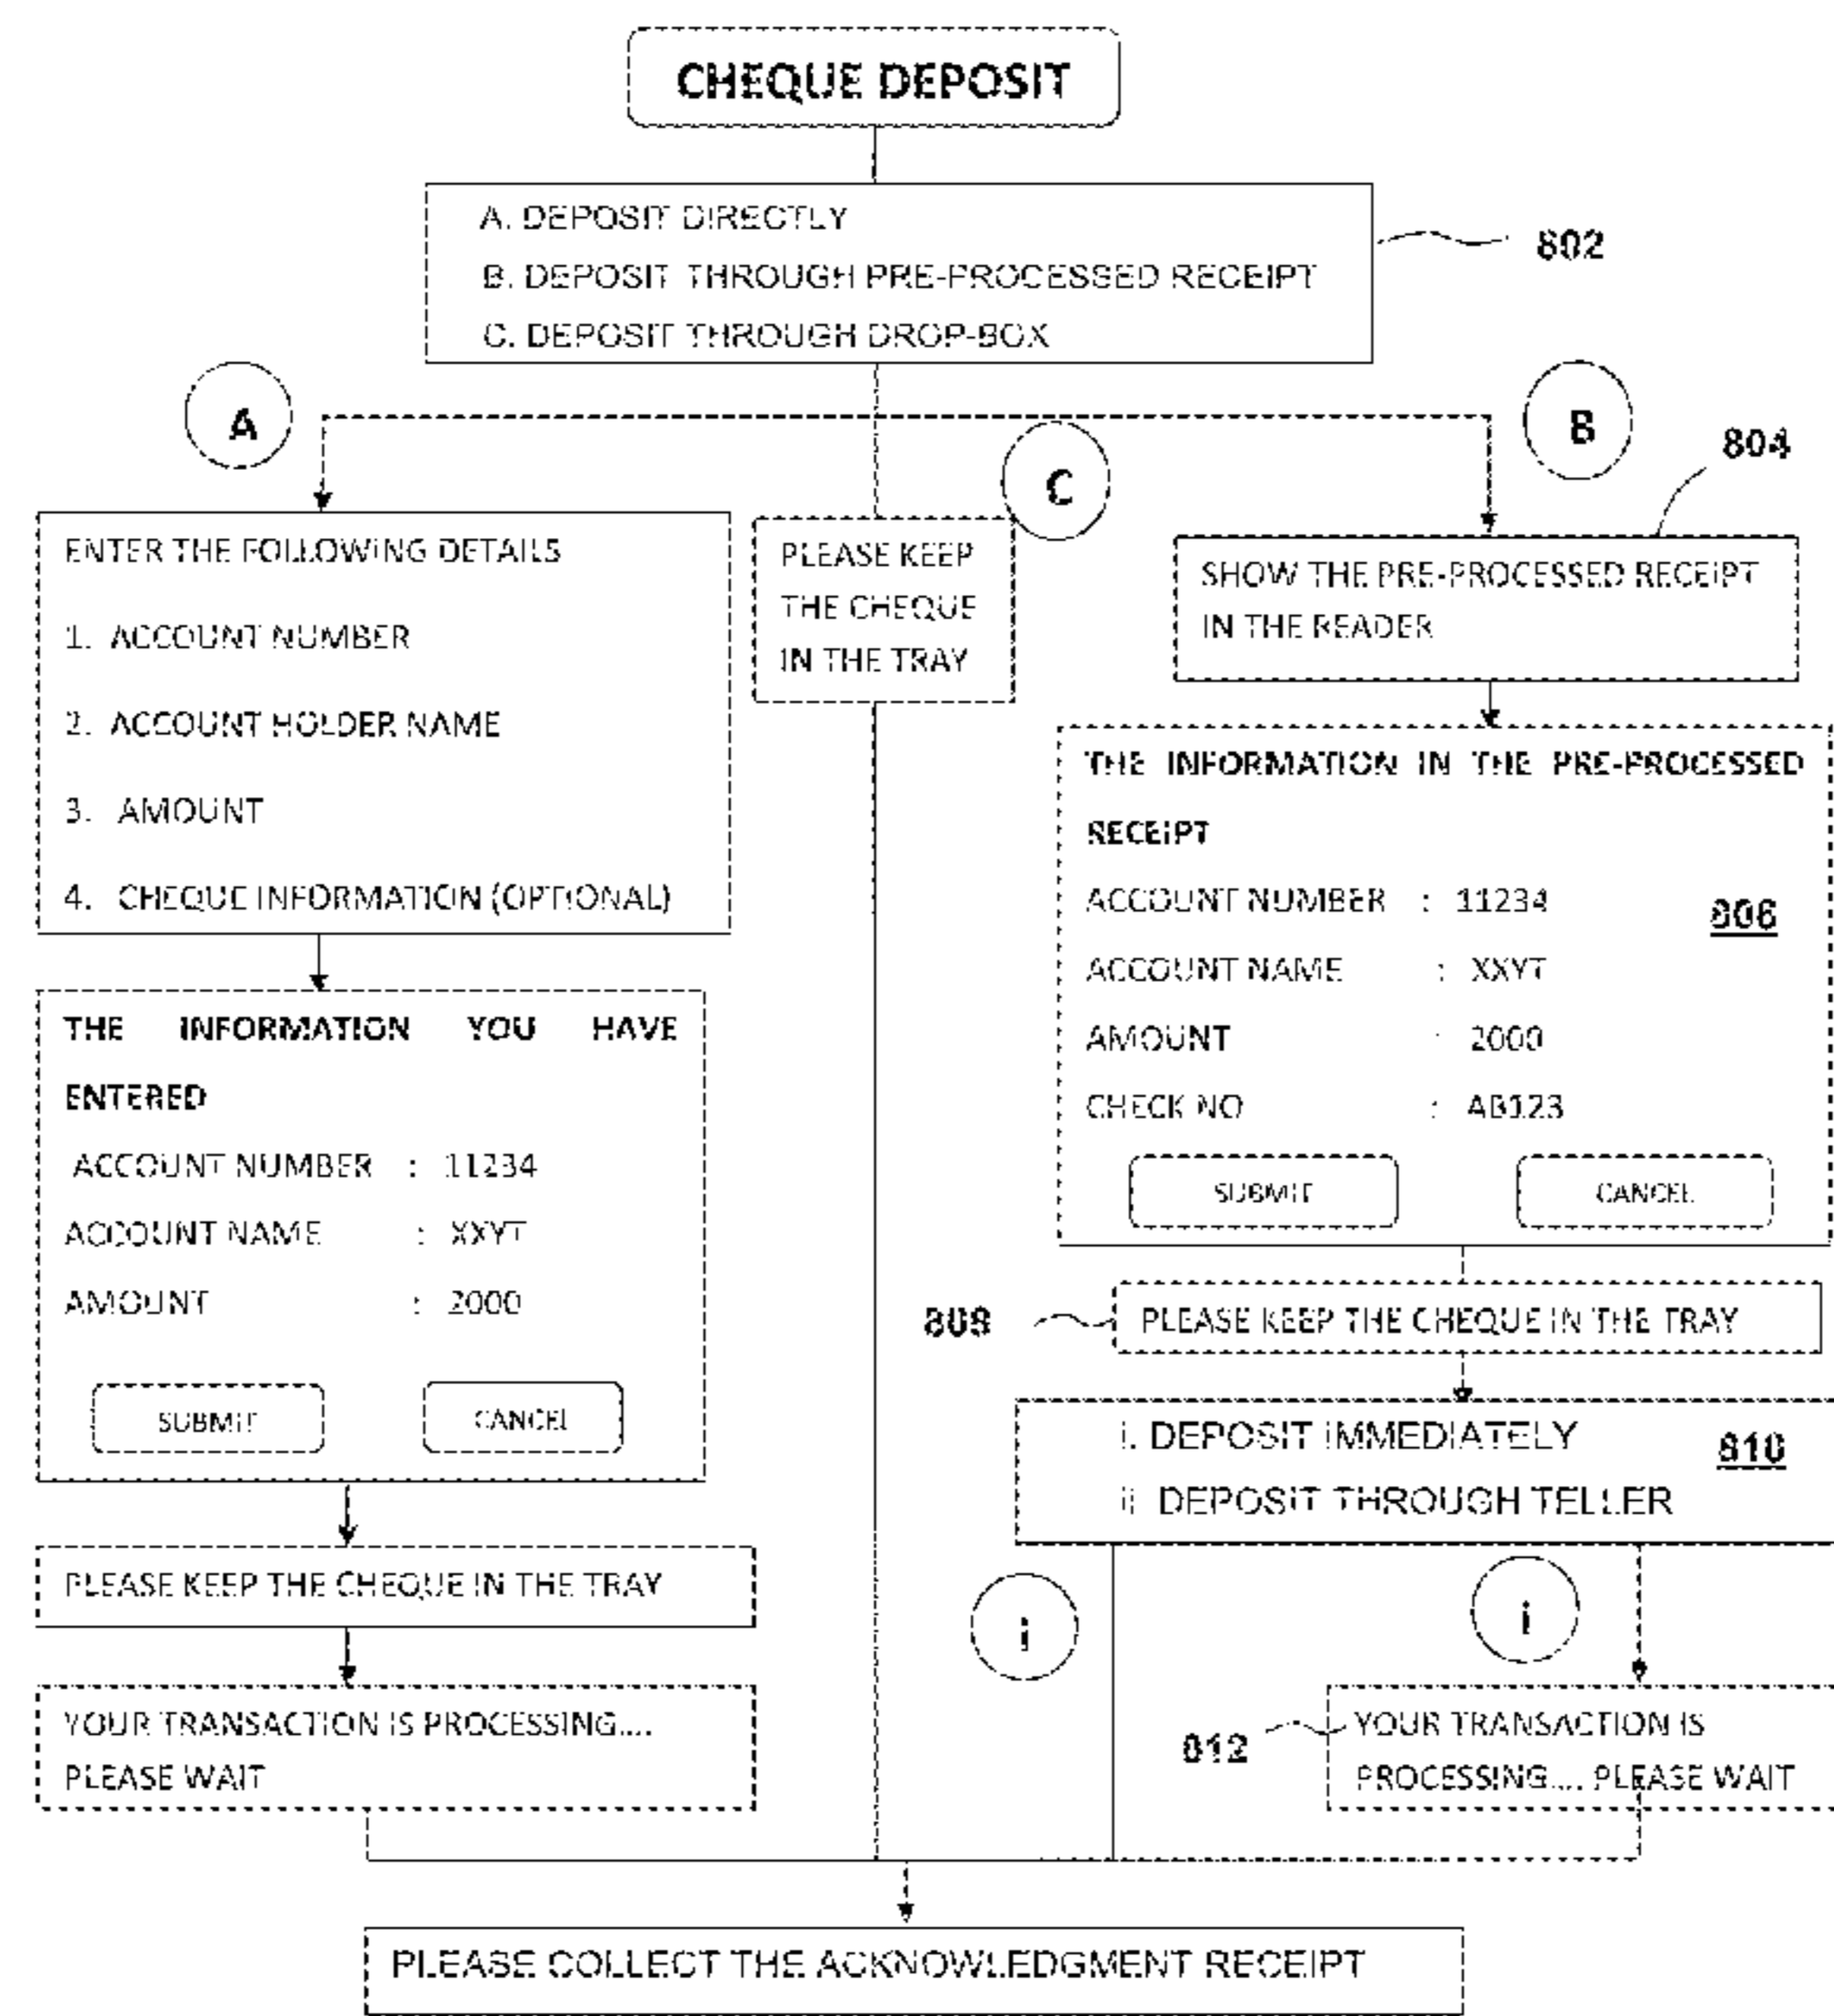 CHEQUE DEPOSIT
A. DEPOSIT DIRECTLY
B. DEPOSIT THROUGH PRE-PROCESSED RECEIPT
C. DEPOSIT THROUGH DROP-BOX
802
A
C
B
804
ENTER THE FOLLOWING DETAILS
1. ACCOUNT NUMBER
2. ACCOUNT HOLDER NAME
3. AMOUNT
4. CHEQUE INFORMATION (OPTIONAL)
PLEASE KEEP
THE CHEQUE
IN THE TRAY
SHOW THE PRE-PROCESSED RECEIPT
IN THE READER
THE INFORMATION IN THE PRE-PROCESSED
RECEIPT
ACCOUNT NUMBER : 11234
806
ACCOUNT NAME : XXYT
AMOUNT : 2000
CHECK NO : AB123
SUBMIT CANCEL
THE INFORMATION YOU HAVE
ENTERED
ACCOUNT NUMBER : 11234
ACCOUNT NAME : XXYT
AMOUNT : 2000
SUBMIT CANCEL
808
PLEASE KEEP THE CHEQUE IN THE TRAY
i. DEPOSIT IMMEDIATELY
ii DEPOSIT THROUGH TELLER
810
PLEASE KEEP THE CHEQUE IN THE TRAY
i
i
YOUR TRANSACTION IS PROCESSING....
PLEASE WAIT
812
YOUR TRANSACTION IS
PROCESSING.... PLEASE WAIT
PLEASE COLLECT THE ACKNOWLEDGMENT RECEIPT